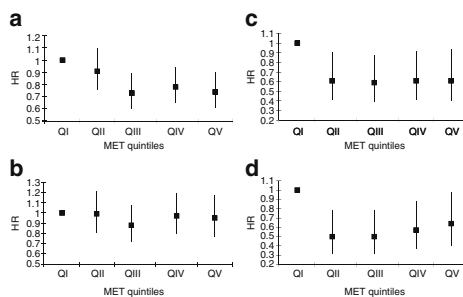 a
HR
1.2
1.1
1
0.9
0.8
0.7
0.6
0.5
QI QII QIII QIV QV
MET quintiles
c
HR
1.1
1
0.9
0.8
0.7
0.6
0.5
0.4
0.3
0.2
QI QII QIII QIV QV
MET quintiles
b
HR
1.3
1.2
1.1
1
0.9
0.8
0.7
0.6
0.5
QI QII QIII QIV QV
MET quintiles
d
HR
1.1
1
0.9
0.8
0.7
0.6
0.5
0.4
0.3
0.2
QI QII QIII QIV QV
MET quintiles